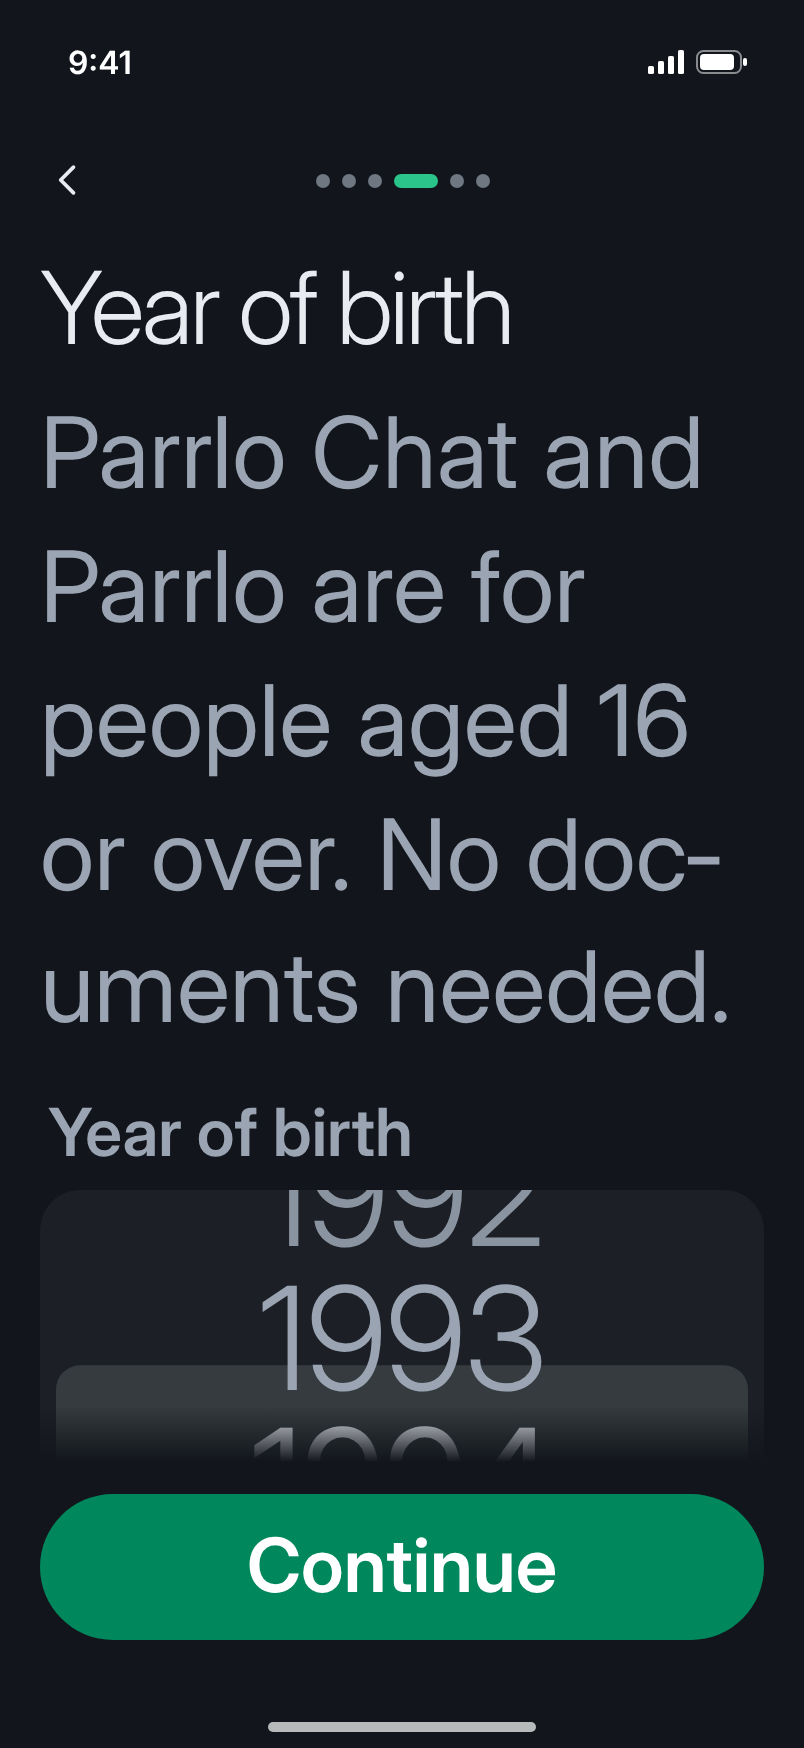 9:41
Year of birth
Parrlo Chat and
Parrlo are for
people aged 16
or over. No doc-
uments needed.
Year of birth
1992
1993
1994
Continue